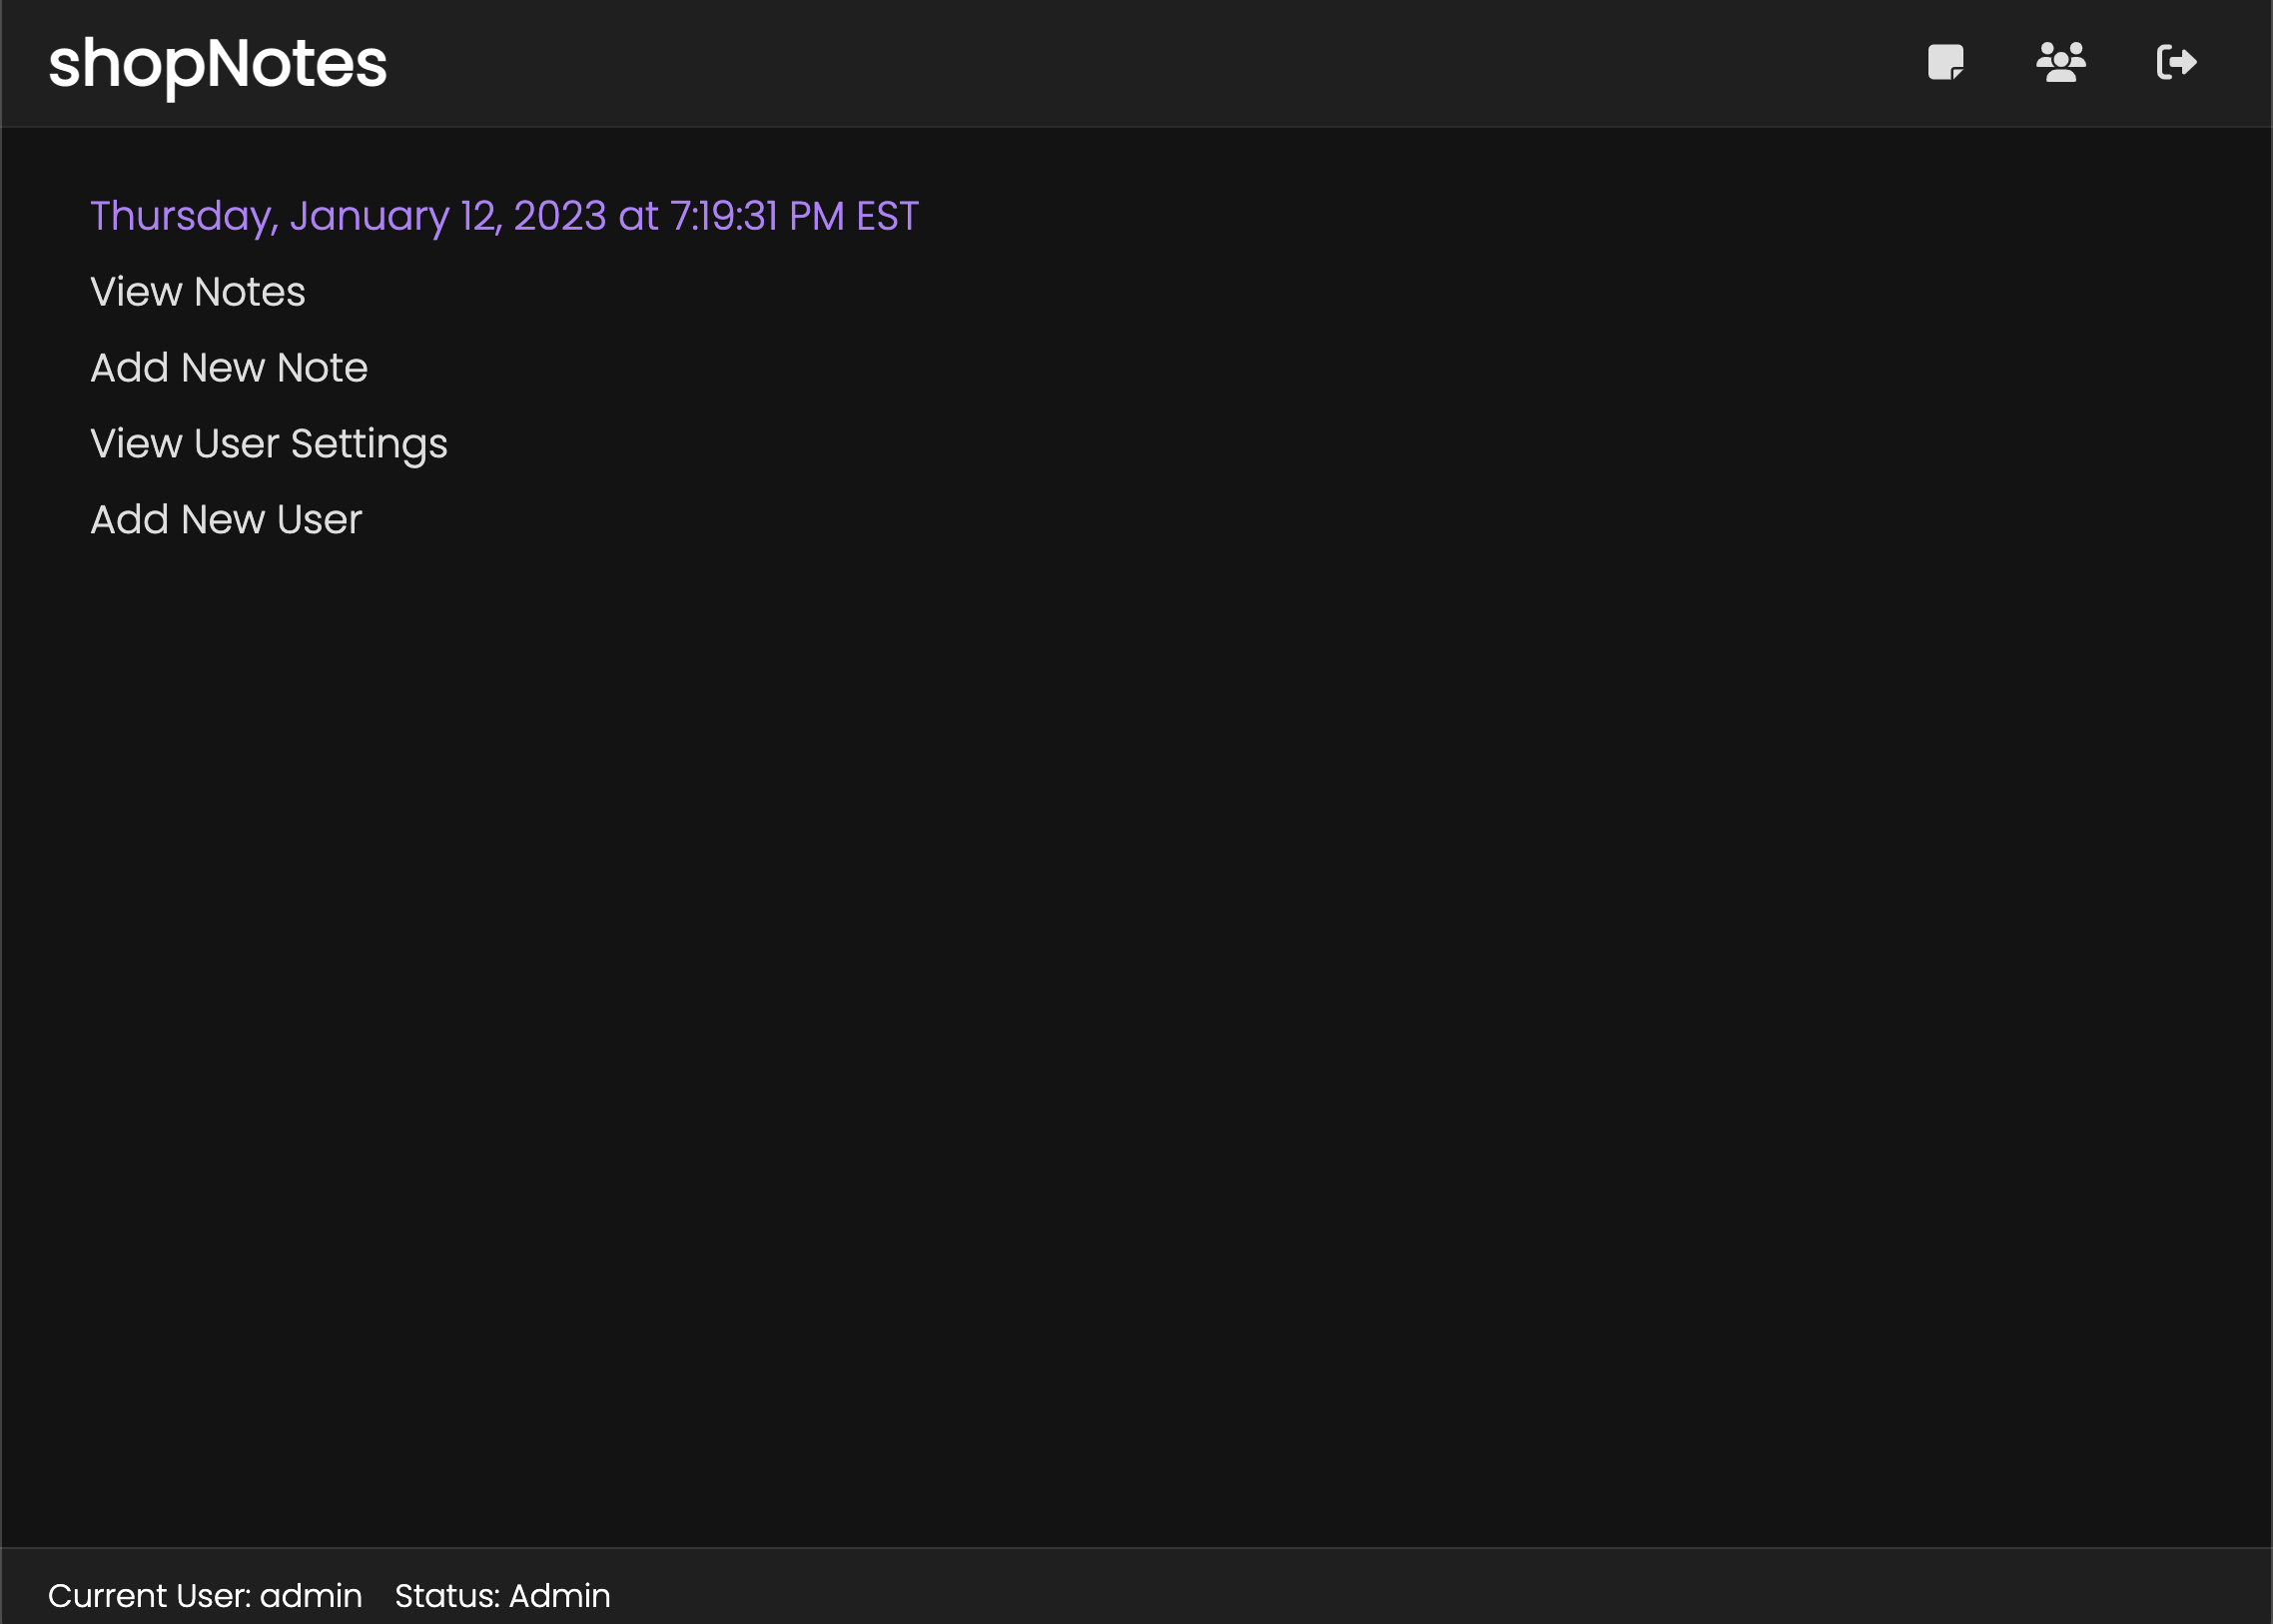 shopNotes
Thursday, January 12, 2023 at 7:19:31 PM EST
View Notes
Add New Note
View User Settings
Add New User
Current User: admin Status: Admin